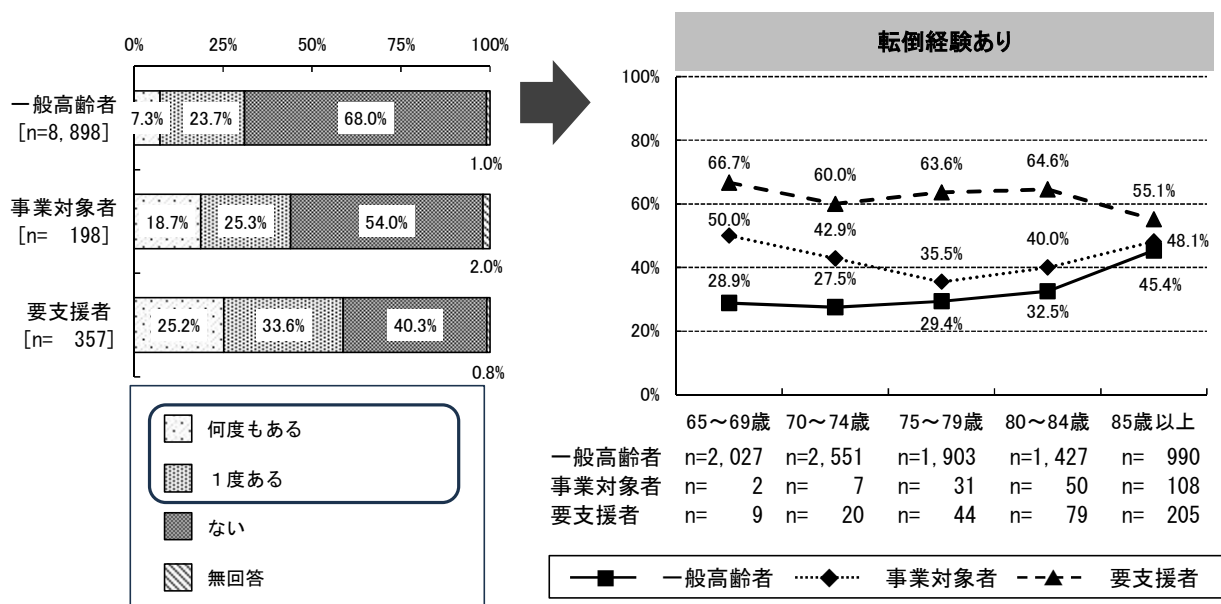 0% 25% 50% 75% 100%
一般高齢者
[n=8,898]
7.3% 23.7% 68.0%
1.0%
事業対象者
[n= 198]
18.7% 25.3% 54.0%
2.0%
要支援者
[n= 357]
25.2% 33.6% 40.3%
0.8%
何度もある
１度ある
ない
無回答
転倒経験あり
100%
80%
60%
40%
20%
0%
66.7% 60.0% 63.6% 64.6% 55.1%
50.0% 42.9% 35.5% 40.0% 48.1%
28.9% 27.5% 29.4% 32.5% 45.4%
65～69歳 70～74歳 75～79歳 80～84歳 85歳以上
一般高齢者 n=2,027 n=2,551 n=1,903 n=1,427 n= 990
事業対象者 n= 2 n= 7 n= 31 n= 50 n= 108
要支援者 n= 9 n= 20 n= 44 n= 79 n= 205
一般高齢者 事業対象者 要支援者